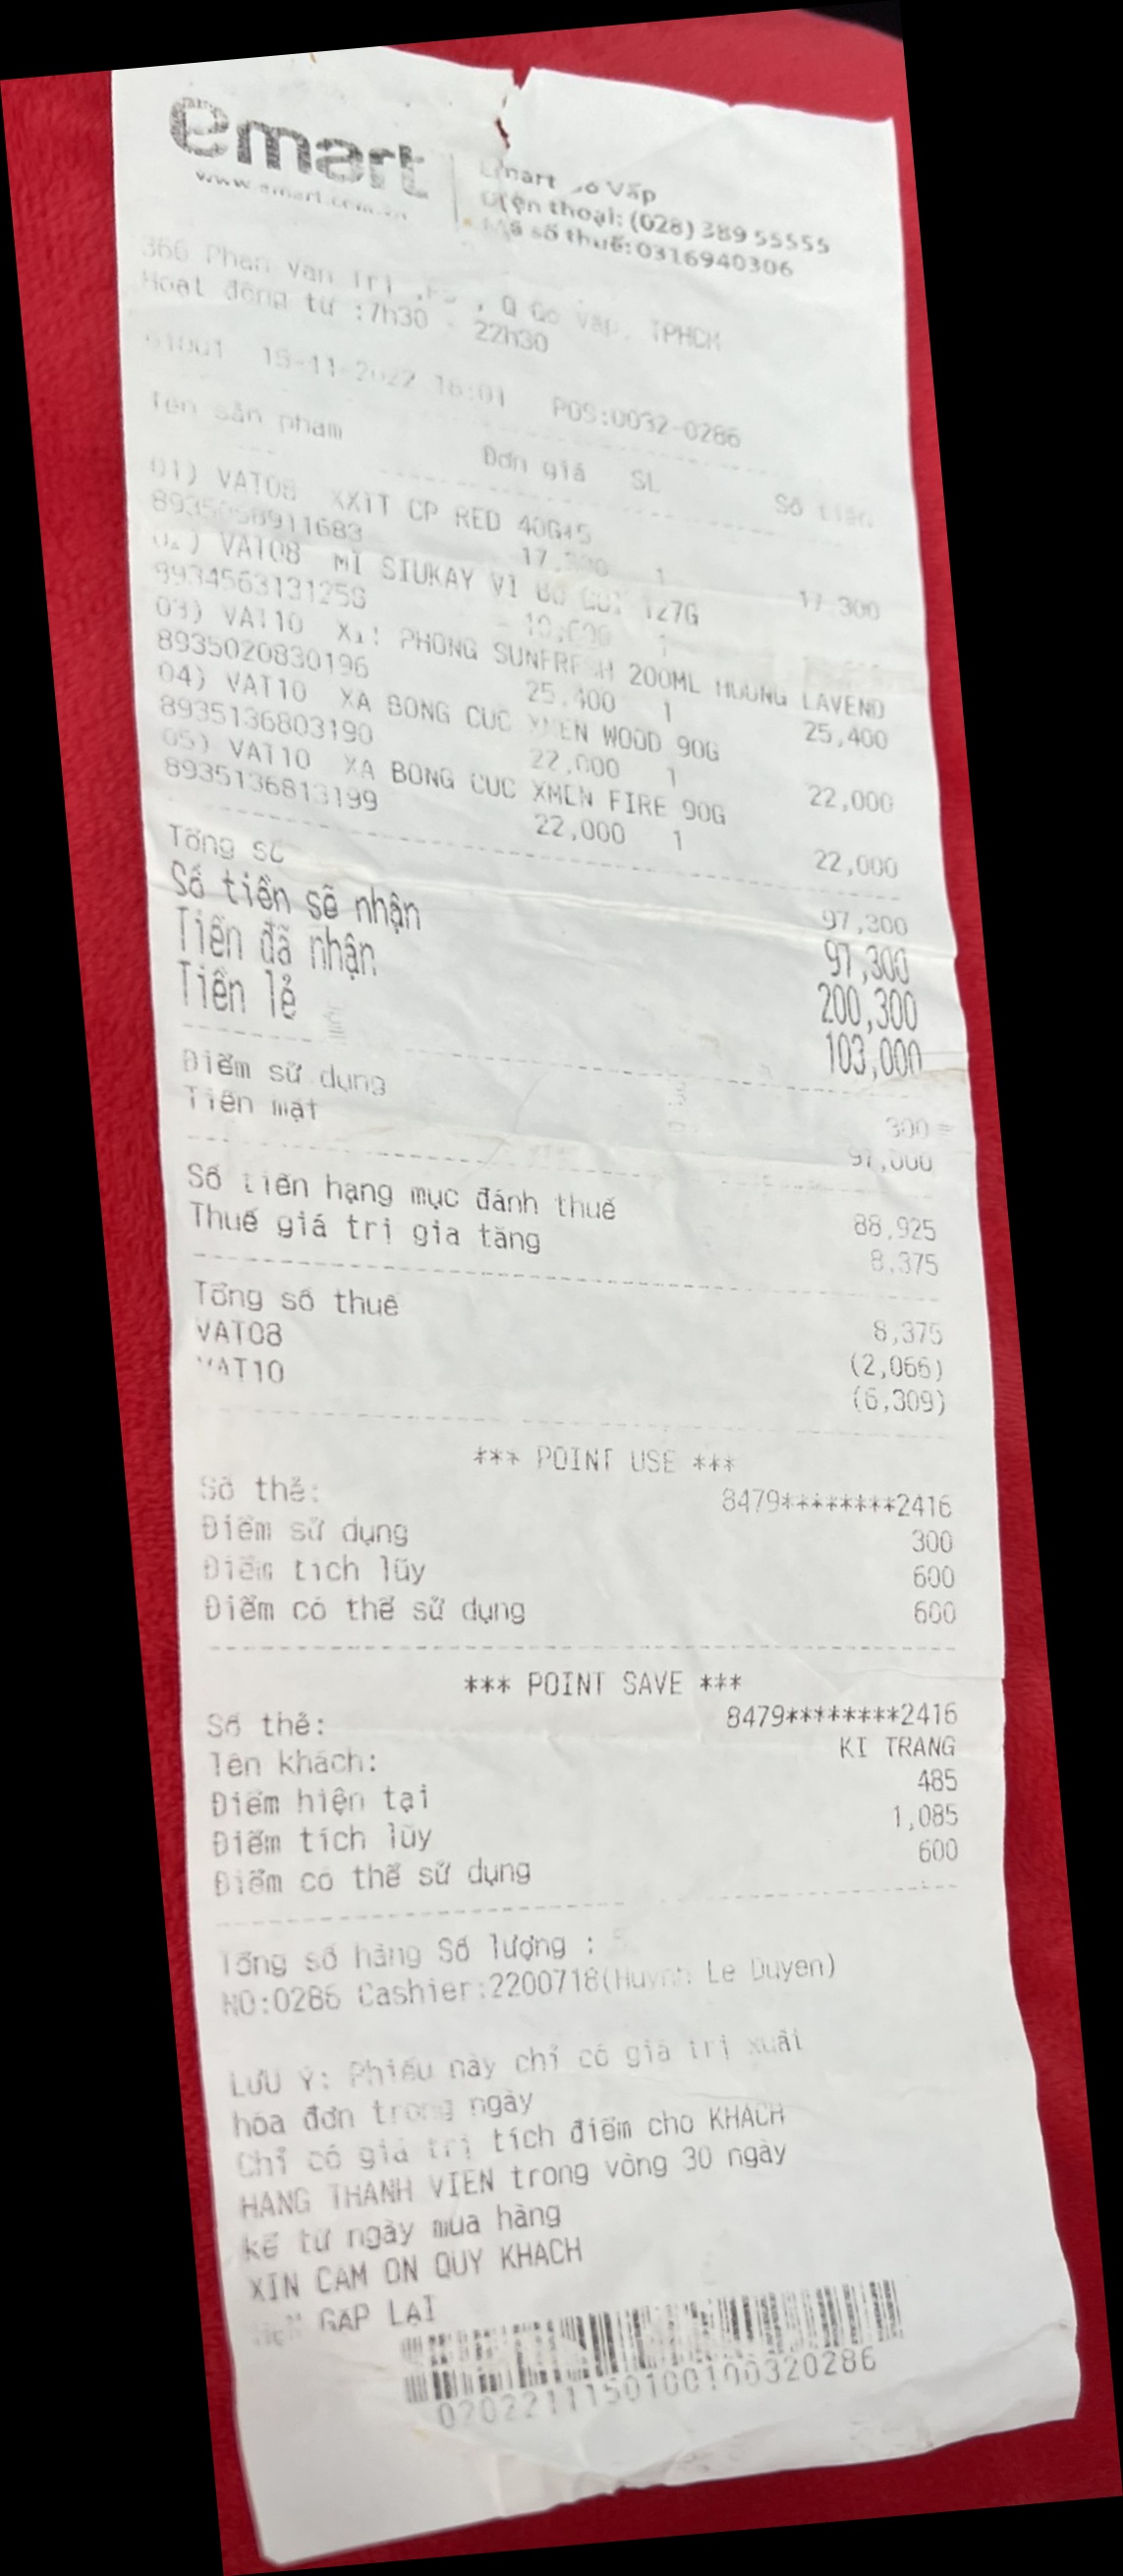 emart
www.emart.com.vn
Emart Gò Vấp
Điện thoại: (028) 389 55555
Mã số thuế: 0316940306
366 Phan Van Tri , Q Go Vap, TPHCM
Hoạt động từ :7h30 - 22h30
15-11-2022 16:01 POS:0032-0286
Tên sản phẩm Đơn giá SL Số tiền
01) VAT08 XXIT CP RED 40G*5
17,300 1 17,300
02) VAT08 MI SIUKAY VI 127G
8934563131258 10,600 1
03) VAT10 PHONG SUNFRESH 200ML HUONG LAVEND
8935020830196 25,400 1 25,400
04) VAT10 XA BONG CUC XMEN WOOD 90G
8935136803190 22,000 1 22,000
05) VAT10 XA BONG CUC XMEN FIRE 90G
8935136813199 22,000 1 22,000
Tổng số 97,300
Số tiền sẽ nhận 97,300
Tiền đã nhận 200,300
Tiền lẻ 103,000
Điểm sử dụng 300 =
Tiền mặt 97,000
Số tiền hạng mục đánh thuế 88,925
Thuế giá trị gia tăng 8,375
Tổng số thuế 8,375
VAT08 (2,066)
VAT10 (6,309)
*** POINT USE ***
Số thẻ: 8479********2416
Điểm sử dụng 300
Điểm tích lũy 600
Điểm có thể sử dụng 600
*** POINT SAVE ***
Số thẻ: 8479********2416
Tên khách: KI TRANG
Điểm hiện tại 485
Điểm tích lũy 1,085
Điểm có thể sử dụng 600
Tổng số hàng Số lượng : 5
NO:0286 Cashier:2200718(Huynh Le Duyen)
LƯU Ý: Phiếu này chỉ có giá trị xuất
hóa đơn trong ngày
Chỉ có giá trị tích điểm cho KHACH
HANG THANH VIEN trong vòng 30 ngày
kể từ ngày mua hàng
XIN CAM ON QUY KHACH
HẸN GẶP LẠI
0202211150100100320286